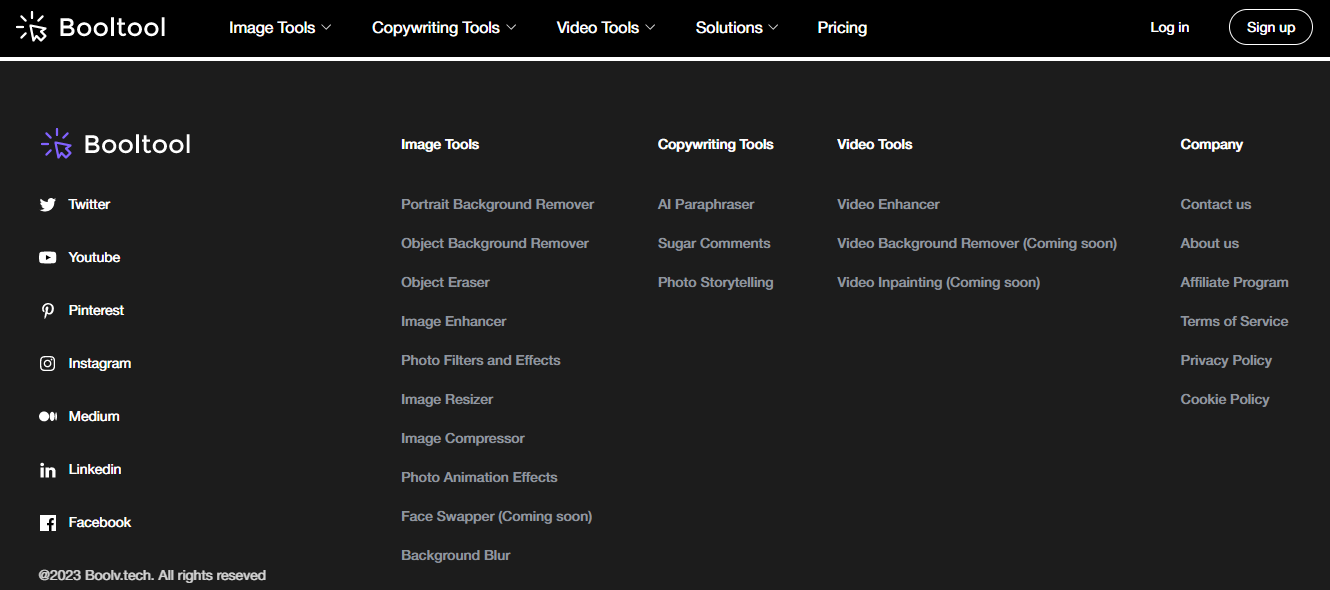 Booltool
Image Tools
Copywriting Tools
Video Tools
Solutions
Pricing
Log in
Sign up
Booltool
Twitter
Youtube
Pinterest
Instagram
Medium
Linkedin
Facebook
@2023 Boolv.tech. All rights reseved
Image Tools
Portrait Background Remover
Object Background Remover
Object Eraser
Image Enhancer
Photo Filters and Effects
Image Resizer
Image Compressor
Photo Animation Effects
Face Swapper (Coming soon)
Background Blur
Copywriting Tools
AI Paraphraser
Sugar Comments
Photo Storytelling
Video Tools
Video Enhancer
Video Background Remover (Coming soon)
Video Inpainting (Coming soon)
Company
Contact us
About us
Affiliate Program
Terms of Service
Privacy Policy
Cookie Policy